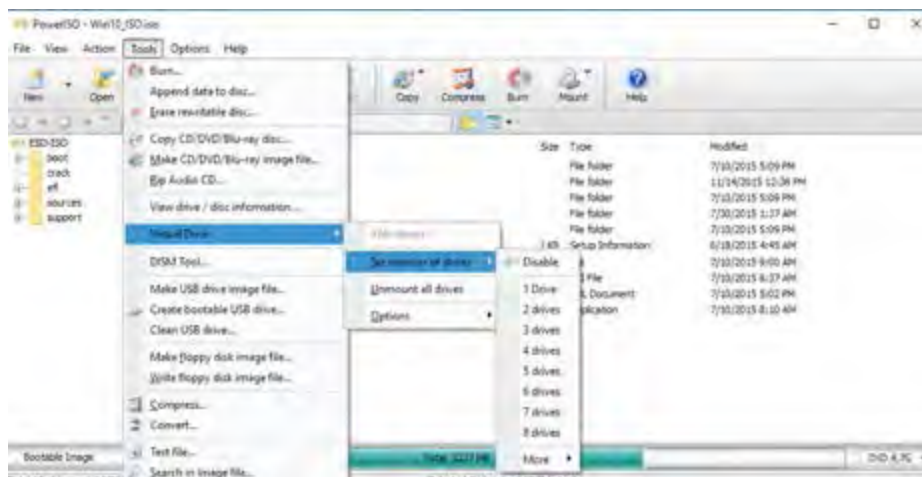 PowerISO - Win10_ISO.iso
File View Action Tools Options Help
New Open Copy Compress Burn Mount Help
Burn...
Append data to disc...
Erase rewritable disc...
Copy CD/DVD/Blu-ray disc...
Make CD/DVD/Blu-ray image file...
Rip Audio CD...
View drive / disc information...
Virtual Drive
DISM Tool...
Make USB drive image file...
Create bootable USB drive...
Clean USB drive...
Make floppy disk image file...
Write floppy disk image file...
Compress...
Convert...
Test file...
Search in image file...
ESD-ISO
boot
crack
efi
sources
support
Set number of drives
Unmount all drives
Options
Disable
1 Drive
2 drives
3 drives
4 drives
5 drives
6 drives
7 drives
8 drives
More
Size Type Modified
File folder 7/10/2015 5:09 PM
File folder 11/14/2015 12:36 PM
File folder 7/10/2015 5:09 PM
File folder 7/30/2015 1:37 AM
File folder 7/10/2015 5:09 PM
Setup Information 6/18/2015 4:45 AM
7/10/2015 9:00 AM
File 7/10/2015 6:37 AM
Document 7/10/2015 5:02 PM
plication 7/10/2015 8:10 AM
Bootable Image